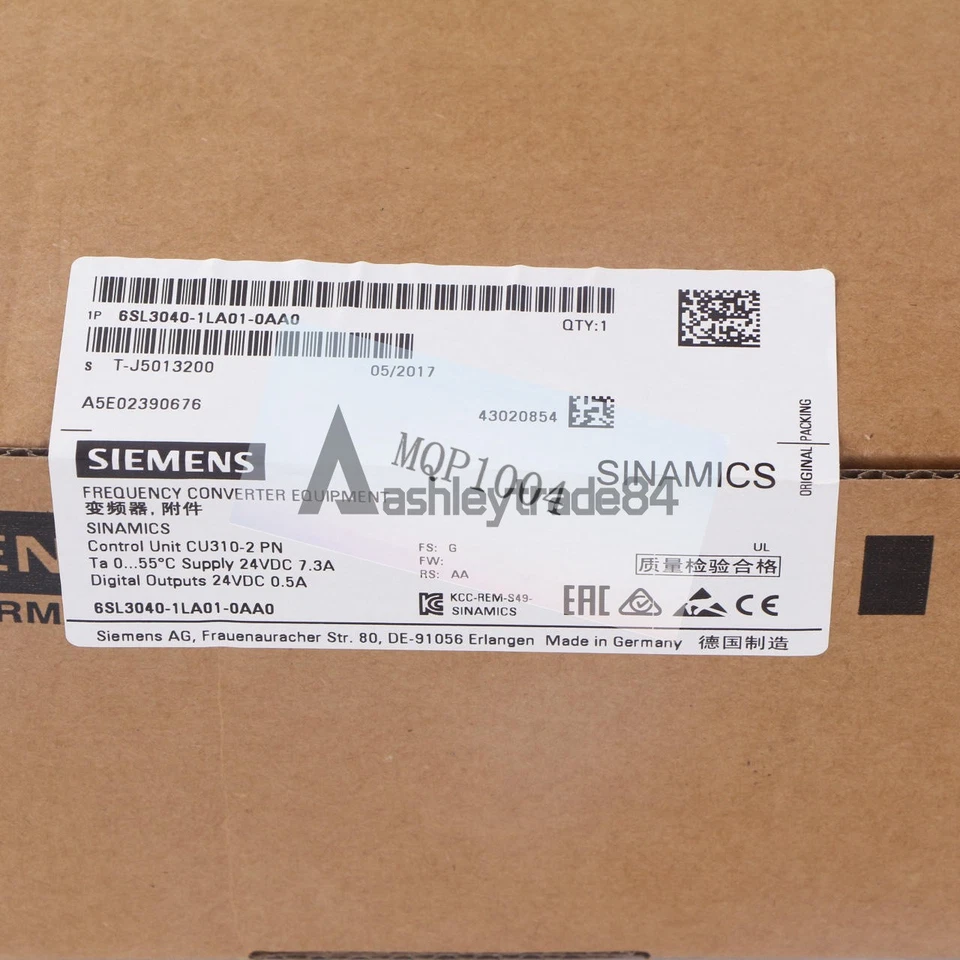 1P 6SL3040-1LA01-0AA0 QTY:1
S T-J5013200 05/2017
A5E02390676 43020854
ORIGINAL PACKING
SIEMENS SINAMICS
MQP1004
ashleytrade84
FREQUENCY CONVERTER EQUIPMENT
变频器,附件
SINAMICS
Control Unit CU310-2 PN
Ta 0...55°C Supply 24VDC 7.3A
Digital Outputs 24VDC 0.5A
6SL3040-1LA01-0AA0
FS: G
FW:
RS: AA
KCC-REM-S49-
SINAMICS
UL
质量检验合格
EAC CE
Siemens AG, Frauenauracher Str. 80, DE-91056 Erlangen Made in Germany 德国制造
EN
RM